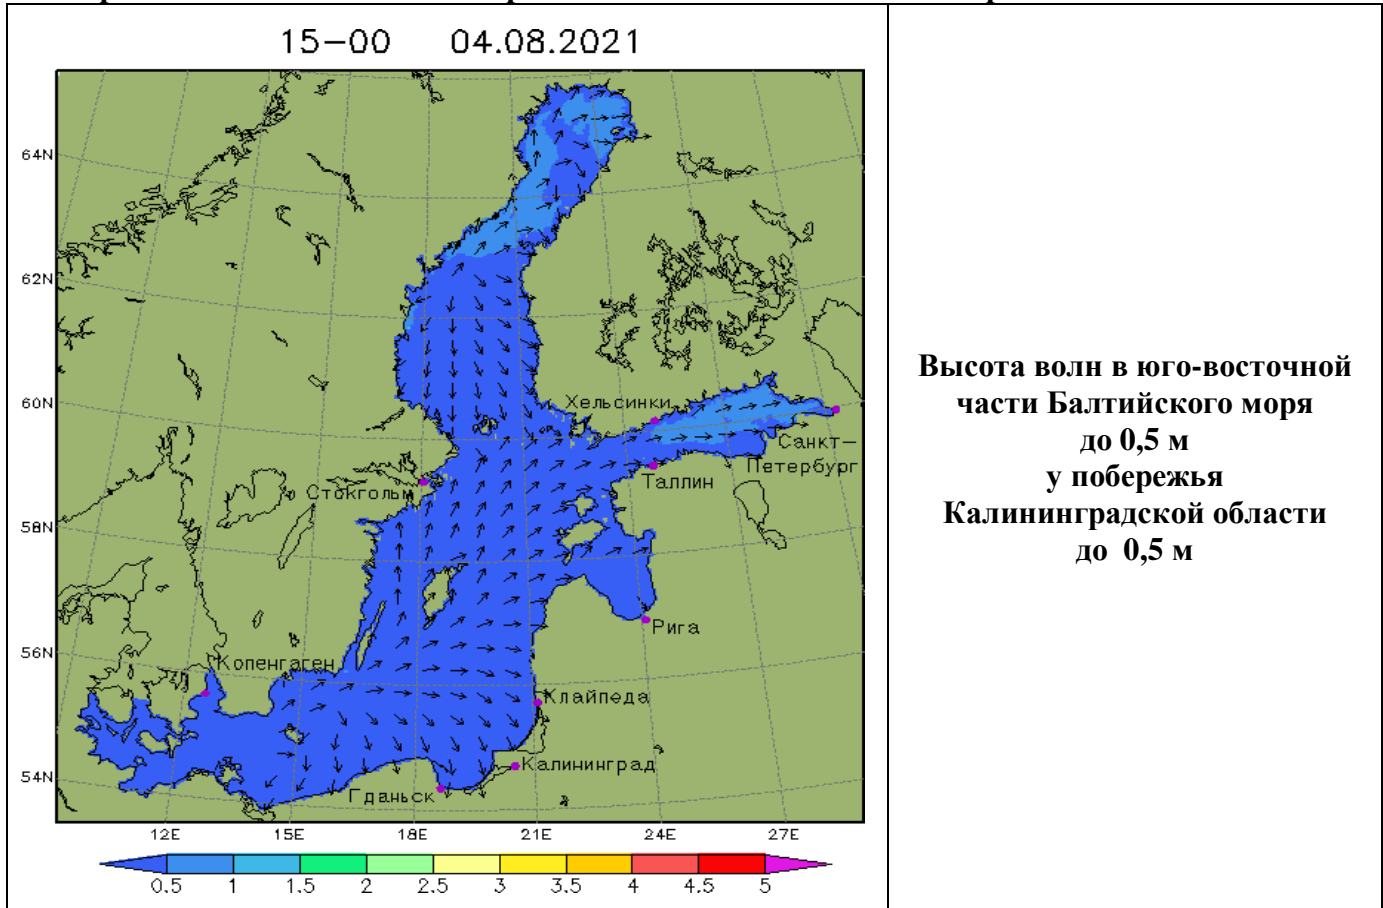 15-00 04.08.2021
64N
62N
60N
58N
56N
54N
Хельсинки
Санкт-
Петербург
Таллин
Стокгольм
Рига
Копенгаген
Клайпеда
Калининград
Гданьск
12E 15E 18E 21E 24E 27E
0.5 1 1.5 2 2.5 3 3.5 4 4.5 5
Высота волн в юго-восточной
части Балтийского моря
до 0,5 м
у побережья
Калининградской области
до 0,5 м